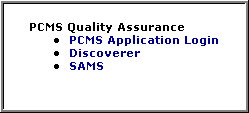 PCMS Quality Assurance
• PCMS Application Login
• Discoverer
• SAMS